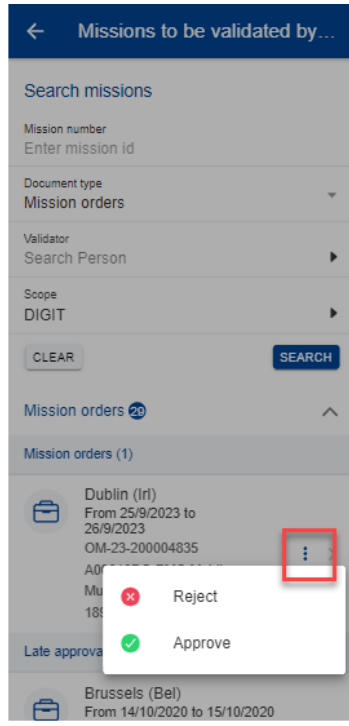 Missions to be validated by...
Search missions
Mission number
Enter mission id
Document type
Mission orders
Validator
Search Person
Scope
DIGIT
CLEAR
SEARCH
Mission orders 29
Mission orders (1)
Dublin (Irl)
From 25/9/2023 to
26/9/2023
OM-23-200004835
Reject
Approve
Late approva
Brussels (Bel)
From 14/10/2020 to 15/10/2020